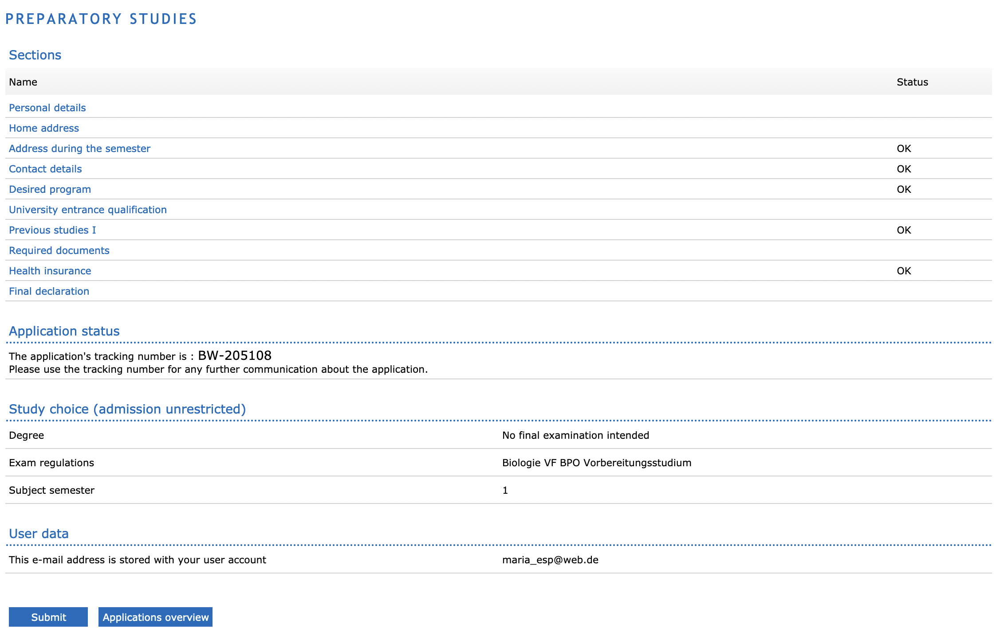 PREPARATORY STUDIES
Sections
Name Status
Personal details
Home address
Address during the semester OK
Contact details OK
Desired program OK
University entrance qualification
Previous studies I OK
Required documents
Health insurance OK
Final declaration
Application status
The application's tracking number is : BW-205108
Please use the tracking number for any further communication about the application.
Study choice (admission unrestricted)
Degree No final examination intended
Exam regulations Biologie VF BPO Vorbereitungsstudium
Subject semester 1
User data
This e-mail address is stored with your user account maria_esp@web.de
Submit Applications overview